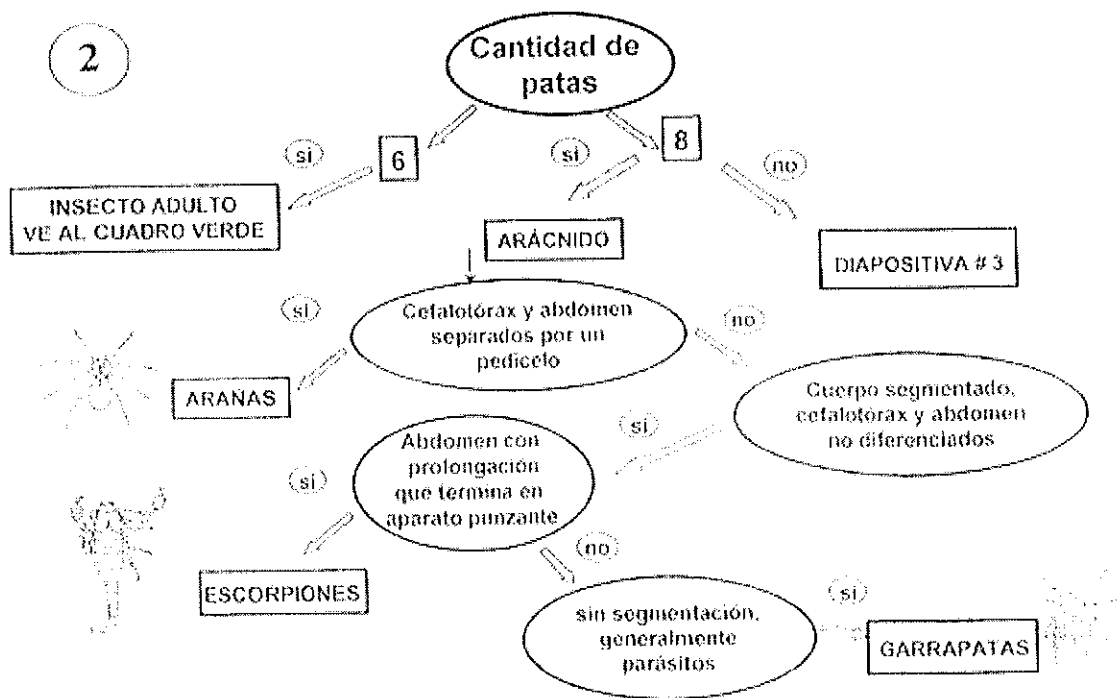 2
Cantidad de
patas
si
6
si
8
no
INSECTO ADULTO
VE AL CUADRO VERDE
ARÁCNIDO
DIAPOSITIVA # 3
si
Cefalotórax y abdomen
separados por un
pedicelo
no
ARAÑAS
Cuerpo segmentado,
cefalotórax y abdomen
no diferenciados
si
Abdomen con
prolongación
que termina en
aparato punzante
si
no
ESCORPIONES
sin segmentación,
generalmente
parásitos
si
GARRAPATAS